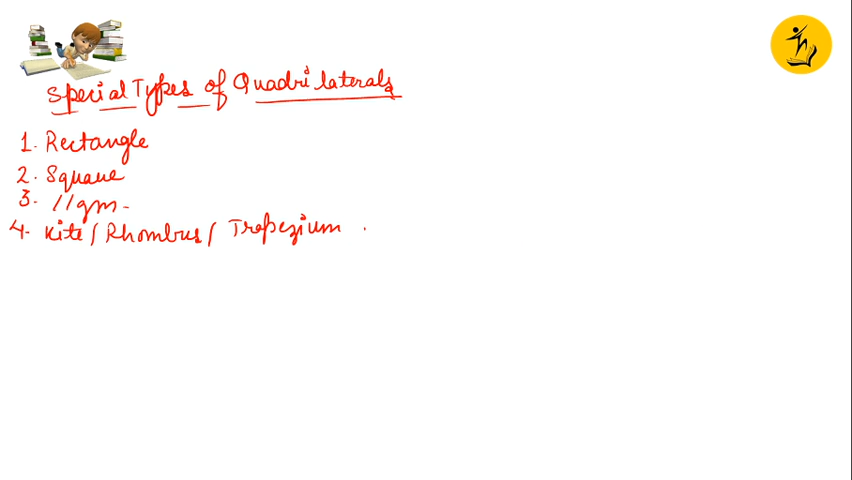 Special Types of Quadrilaterals
1. Rectangle
2. Square
3. //gm.
4. Kite/Rhombus/Trapezium.